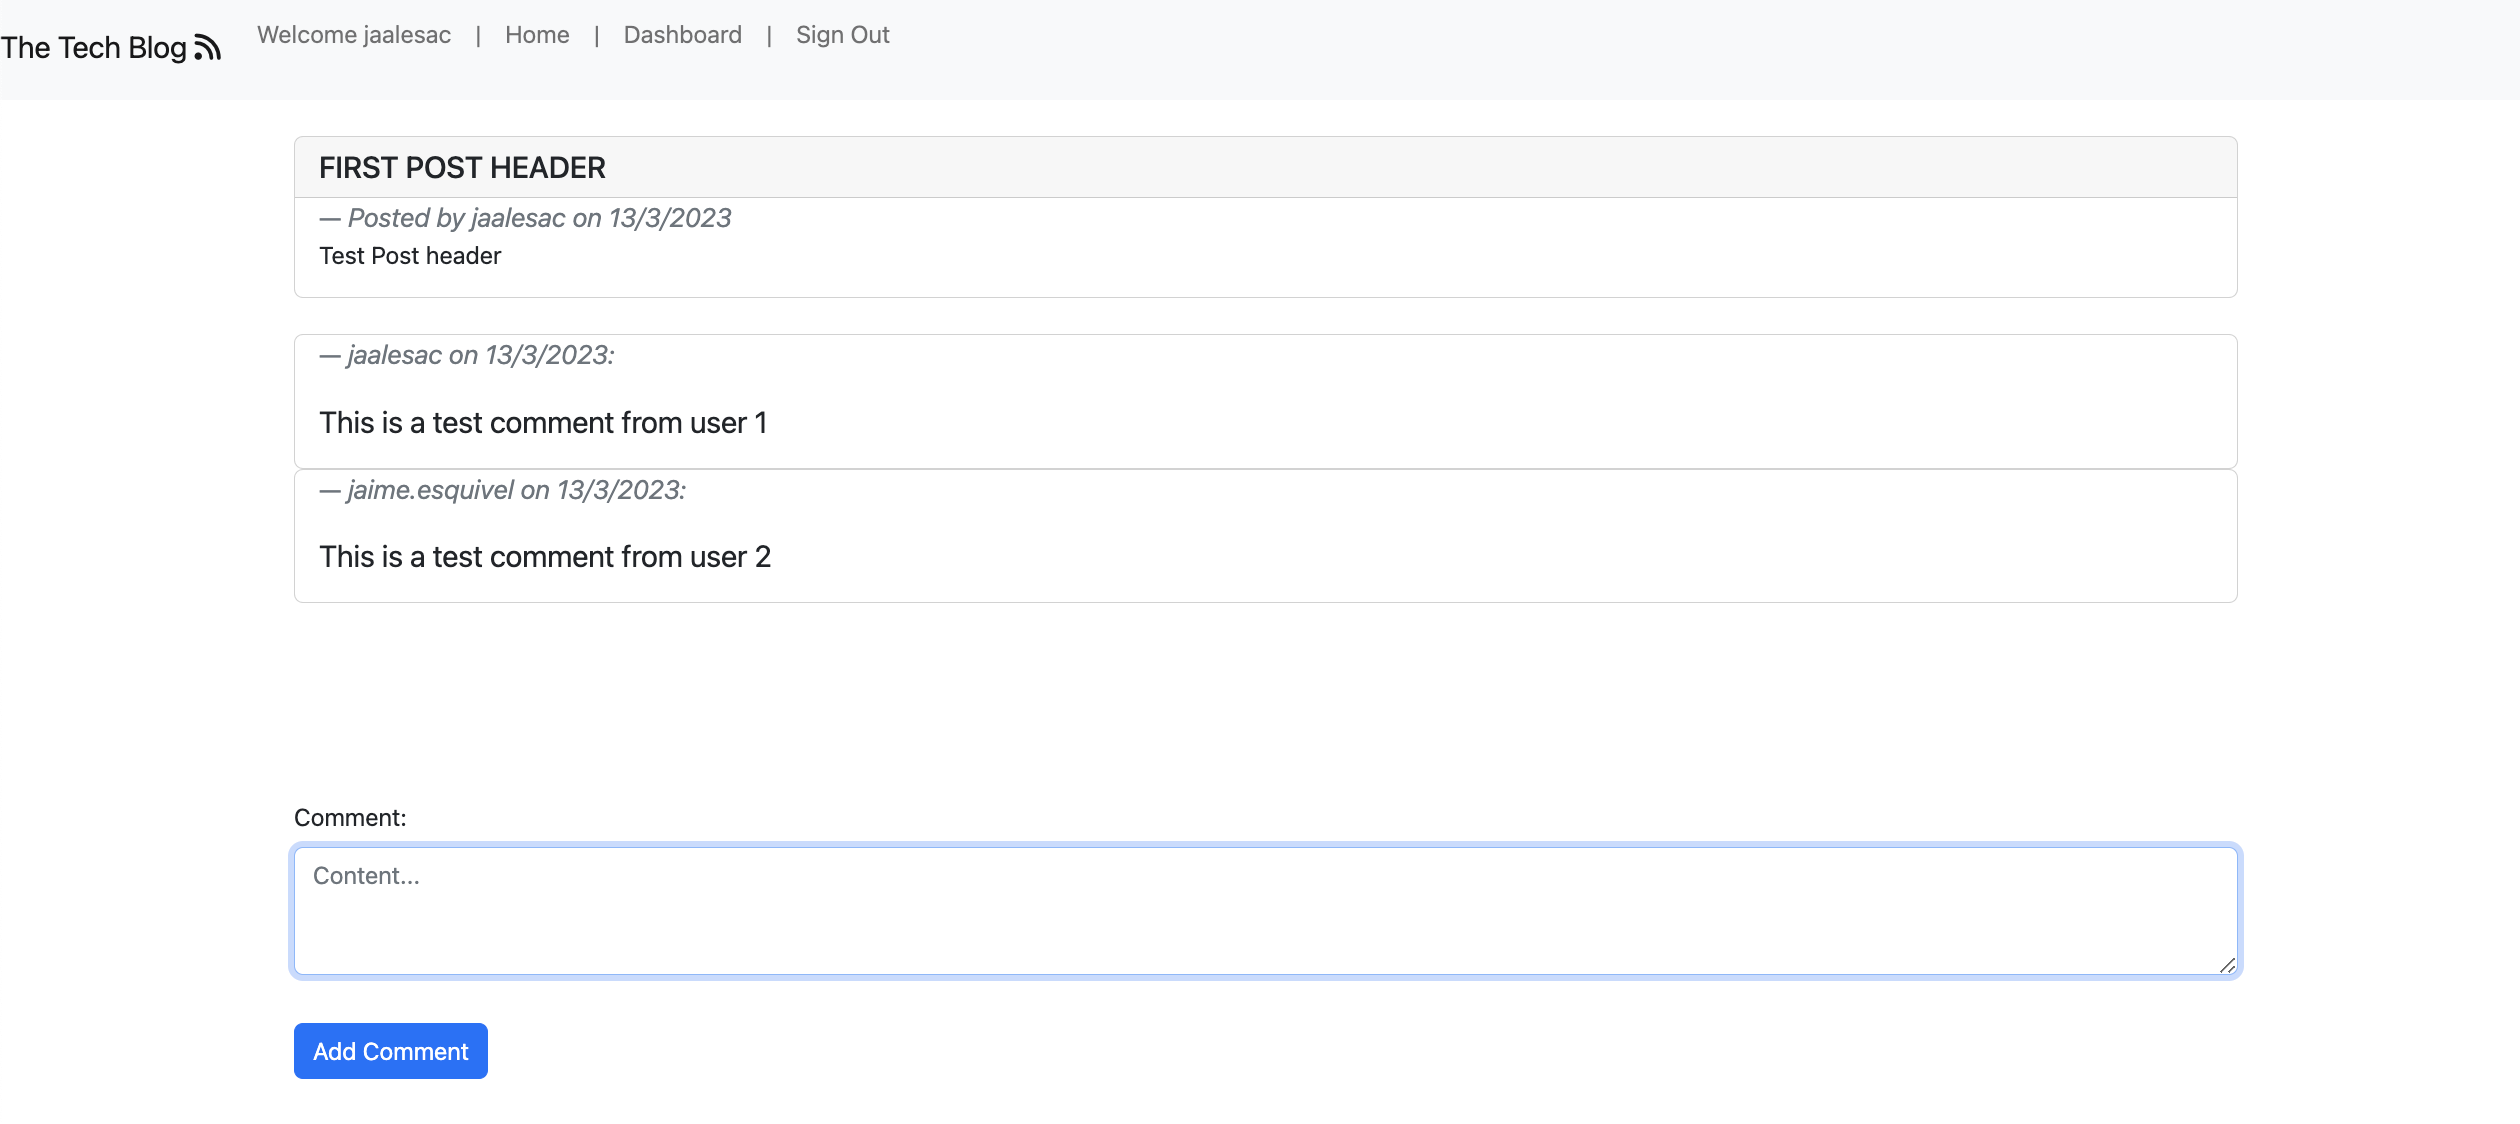 The Tech Blog
Welcome jaalesac | Home | Dashboard | Sign Out
FIRST POST HEADER
— Posted by jaalesac on 13/3/2023
Test Post header
— jaalesac on 13/3/2023:
This is a test comment from user 1
— jaime.esquivel on 13/3/2023:
This is a test comment from user 2
Comment:
Content...
Add Comment